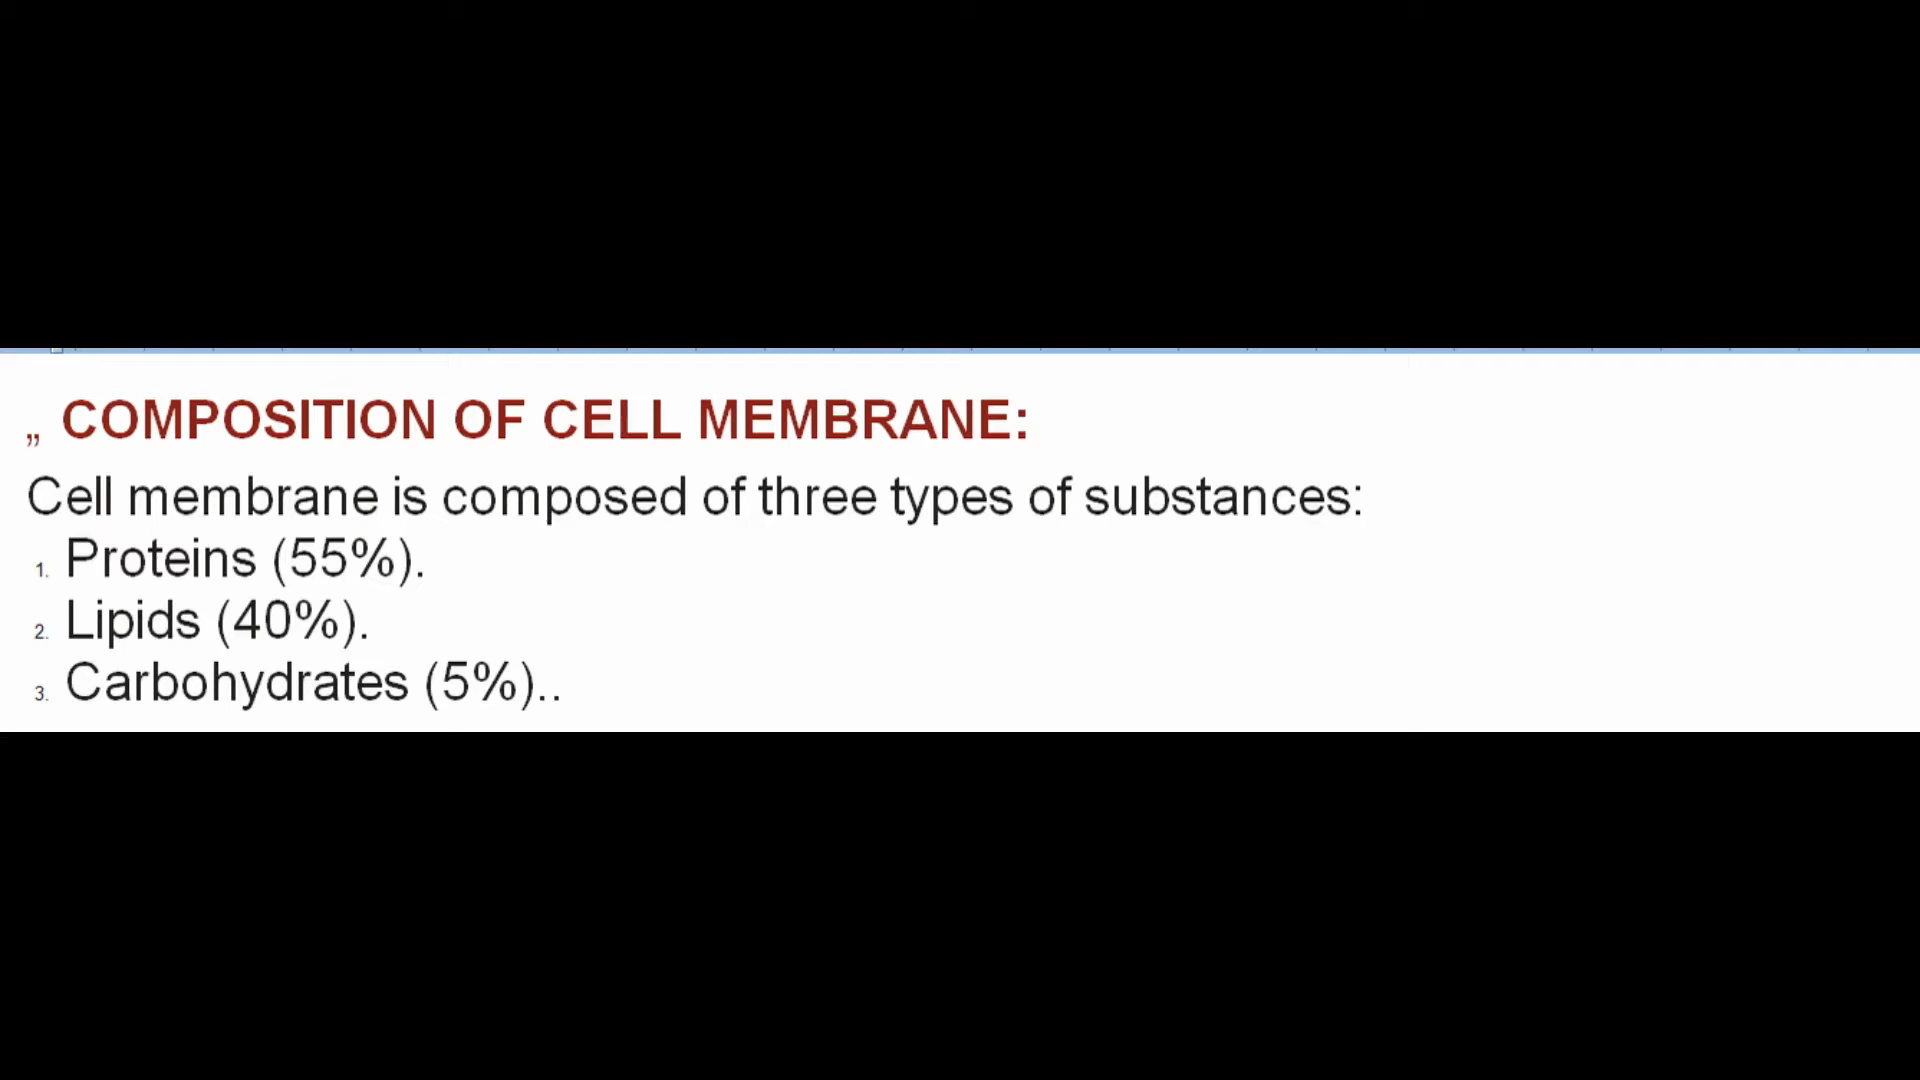 „ COMPOSITION OF CELL MEMBRANE:
Cell membrane is composed of three types of substances:
1. Proteins (55%).
2. Lipids (40%).
3. Carbohydrates (5%)..